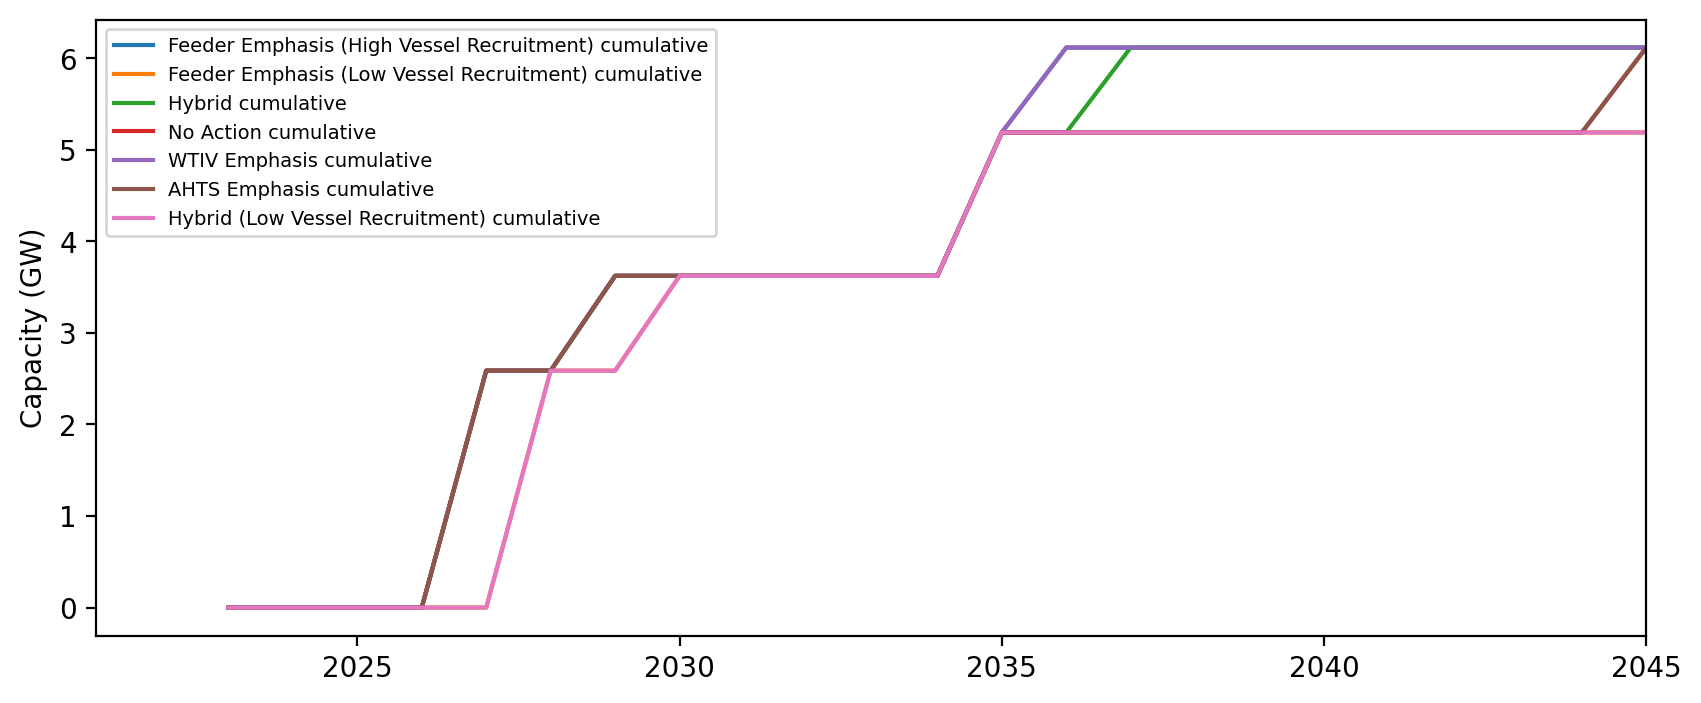 Feeder Emphasis (High Vessel Recruitment) cumulative
Feeder Emphasis (Low Vessel Recruitment) cumulative
Hybrid cumulative
No Action cumulative
WTIV Emphasis cumulative
AHTS Emphasis cumulative
Hybrid (Low Vessel Recruitment) cumulative
Capacity (GW)
6
5
4
3
2
1
0
2025
2030
2035
2040
2045